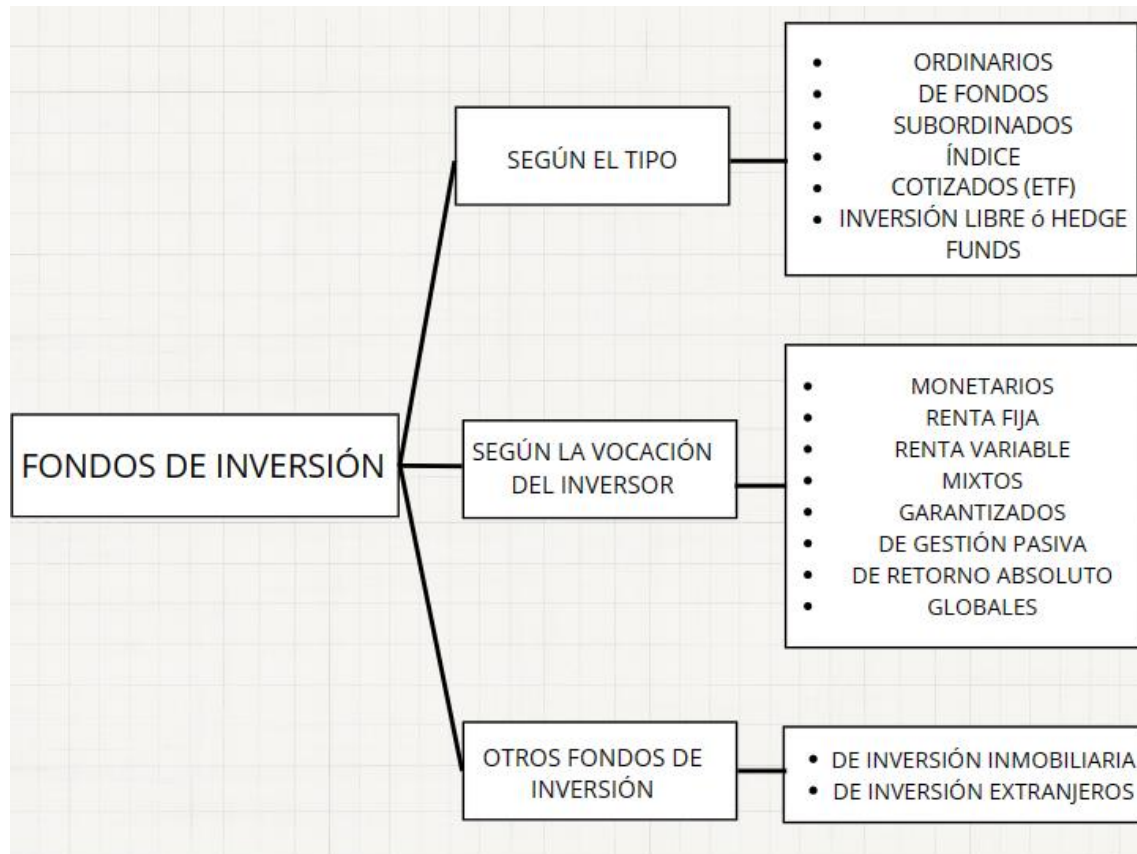 FONDOS DE INVERSIÓN
SEGÚN EL TIPO
• ORDINARIOS
• DE FONDOS
• SUBORDINADOS
• ÍNDICE
• COTIZADOS (ETF)
• INVERSIÓN LIBRE ó HEDGE
FUNDS
SEGÚN LA VOCACIÓN
DEL INVERSOR
• MONETARIOS
• RENTA FIJA
• RENTA VARIABLE
• MIXTOS
• GARANTIZADOS
• DE GESTIÓN PASIVA
• DE RETORNO ABSOLUTO
• GLOBALES
OTROS FONDOS DE
INVERSIÓN
• DE INVERSIÓN INMOBILIARIA
• DE INVERSIÓN EXTRANJEROS